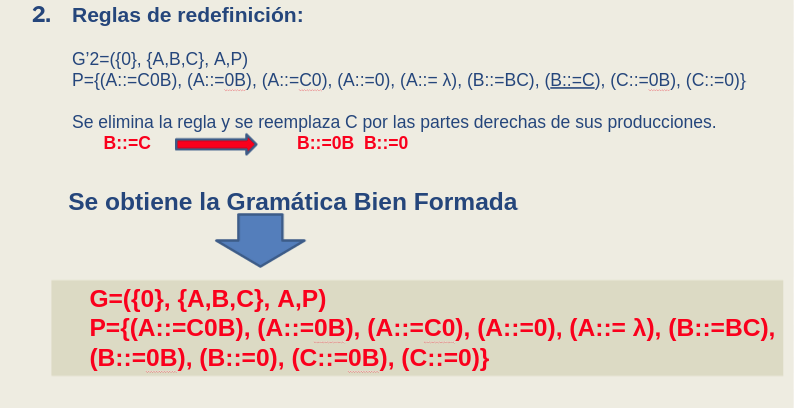 2. Reglas de redefinición:
G’2=({0}, {A,B,C}, A,P)
P={(A::=C0B), (A::=0B), (A::=C0), (A::=0), (A::= λ), (B::=BC), (B::=C), (C::=0B), (C::=0)}
Se elimina la regla y se reemplaza C por las partes derechas de sus producciones.
B::=C B::=0B B::=0
Se obtiene la Gramática Bien Formada
G=({0}, {A,B,C}, A,P)
P={(A::=C0B), (A::=0B), (A::=C0), (A::=0), (A::= λ), (B::=BC),
(B::=0B), (B::=0), (C::=0B), (C::=0)}